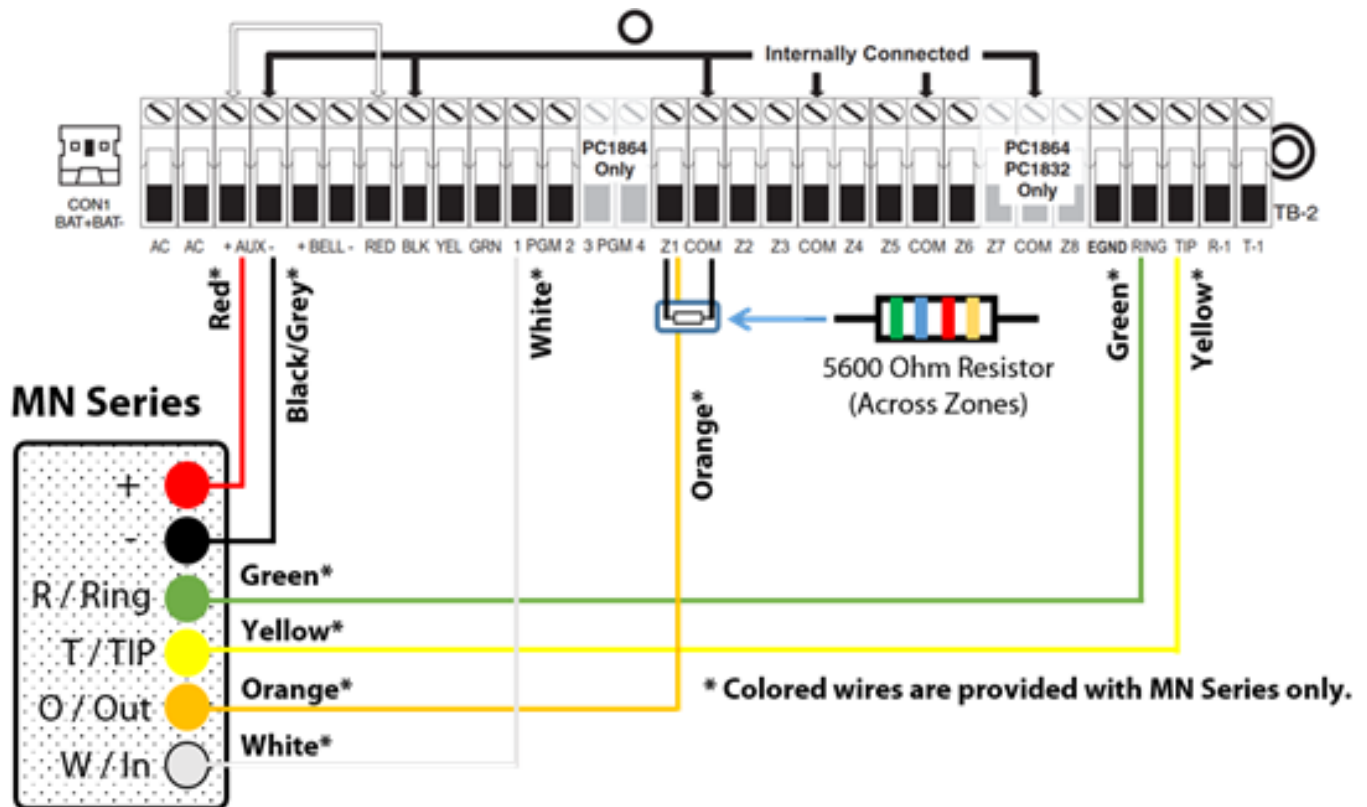 Internally Connected
PC1864
Only
PC1864
PC1832
Only
CON1
BAT+BAT-
TB-2
AC AC + AUX - + BELL - RED BLK YEL GRN 1 PGM 2 3 PGM 4 Z1 COM Z2 Z3 COM Z4 Z5 COM Z6 Z7 COM Z8 EGND RING TIP R-1 T-1
Red*
Black/Grey*
White*
Orange*
5600 Ohm Resistor
(Across Zones)
Green*
Yellow*
MN Series
+
-
R / Ring
Green*
T / TIP
Yellow*
O / Out
Orange*
* Colored wires are provided with MN Series only.
W / In
White*